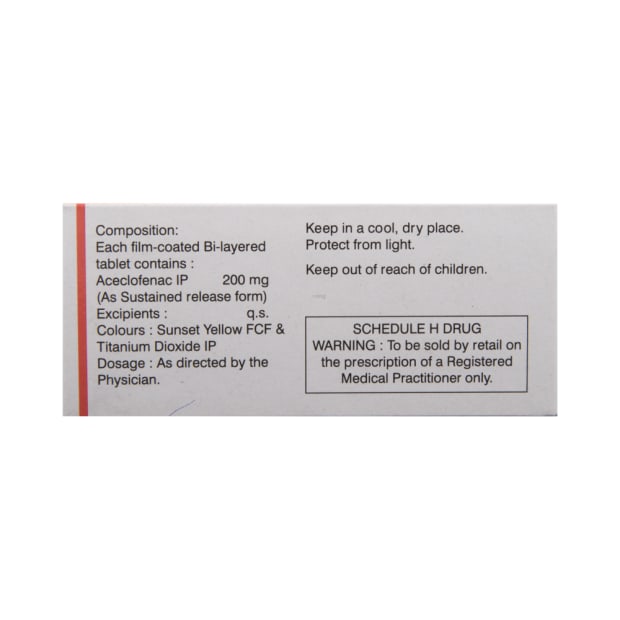 Composition:
Each film-coated Bi-layered
tablet contains :
Aceclofenac IP 200 mg
(As Sustained release form)
Excipients : q.s.
Colours : Sunset Yellow FCF &
Titanium Dioxide IP
Dosage : As directed by the
Physician.
Keep in a cool, dry place.
Protect from light.
Keep out of reach of children.
SCHEDULE H DRUG
WARNING : To be sold by retail on
the prescription of a Registered
Medical Practitioner only.